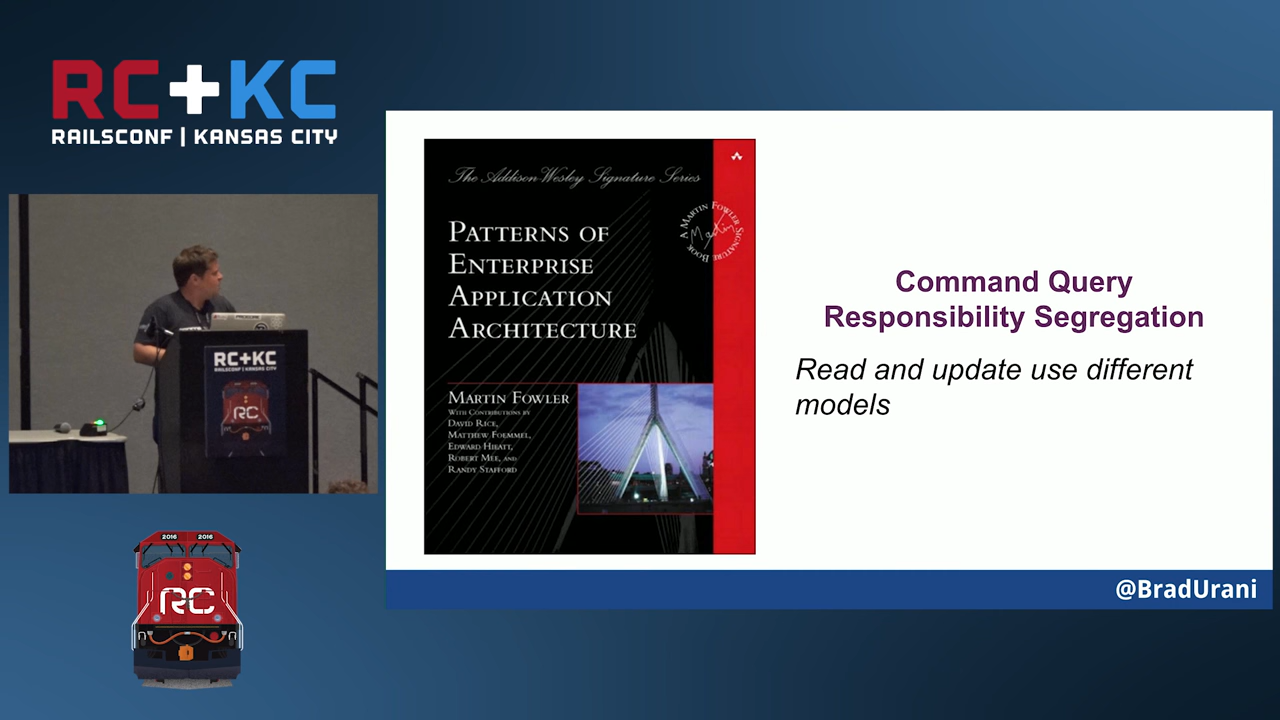 RC+KC
RAILSCONF | KANSAS CITY
RC+KC
RAILSCONF | KANSAS CITY
RC
2016 2016
RC
The Addison-Wesley Signature Series
PATTERNS OF
ENTERPRISE
APPLICATION
ARCHITECTURE
A MARTIN FOWLER SIGNATURE BOOK
Martin
MARTIN FOWLER
WITH CONTRIBUTIONS BY
DAVID RICE,
MATTHEW FOEMMEL,
EDWARD HIEATT,
ROBERT MEE, AND
RANDY STAFFORD
Command Query
Responsibility Segregation
Read and update use different
models
@BradUrani